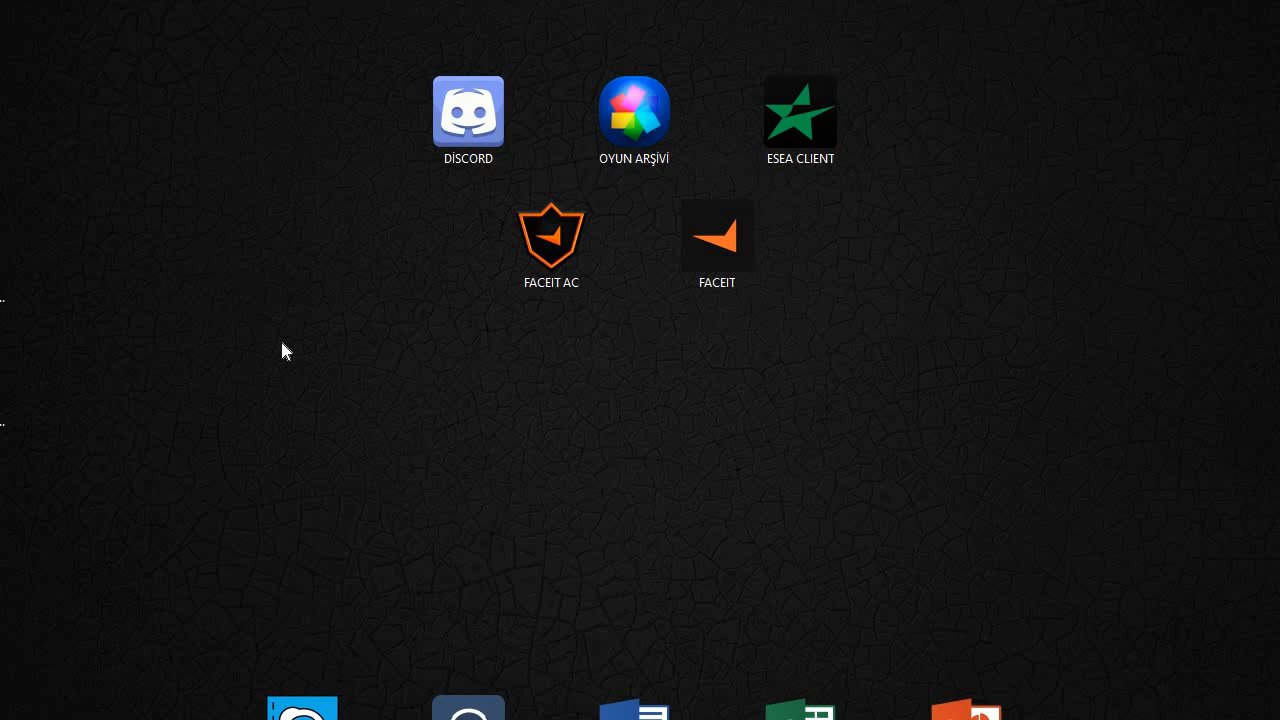 DİSCORD
OYUN ARŞİVİ
ESEA CLIENT
FACEIT AC
FACEIT
..
..